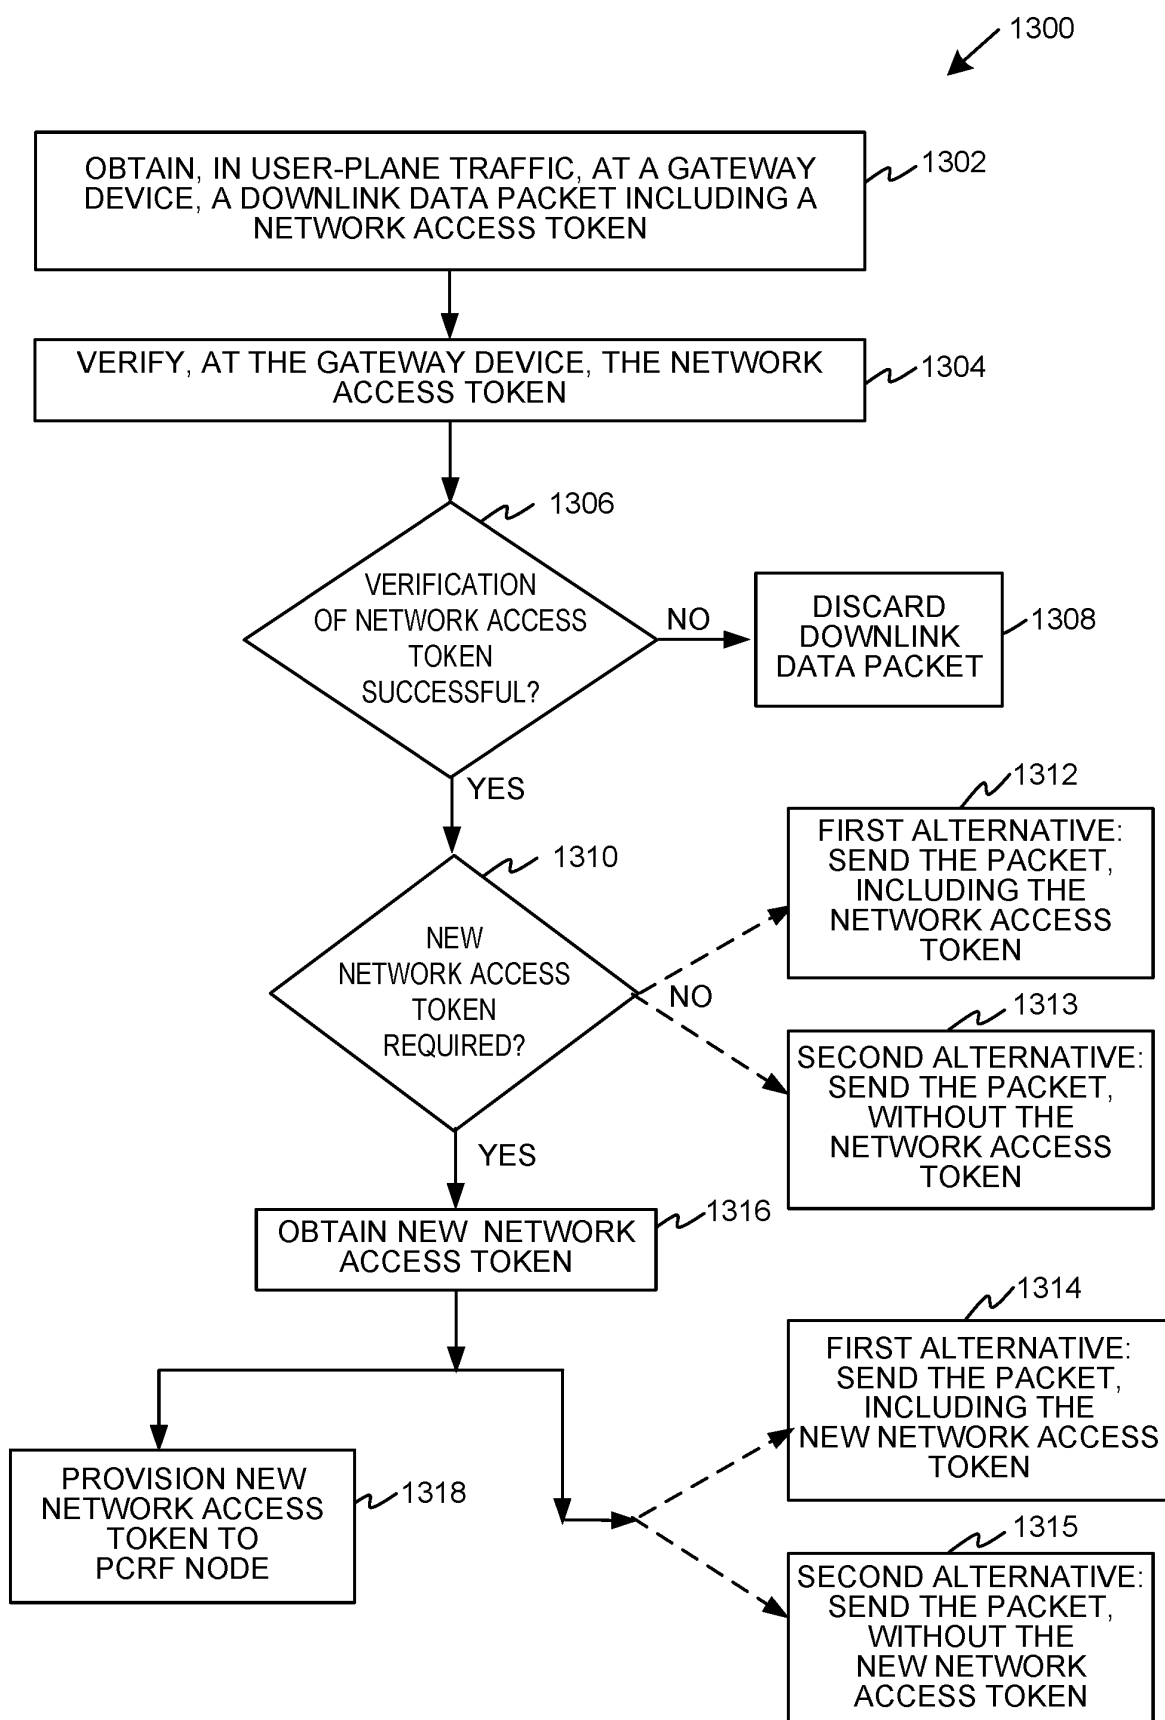 1300
OBTAIN, IN USER-PLANE TRAFFIC, AT A GATEWAY
DEVICE, A DOWNLINK DATA PACKET INCLUDING A
NETWORK ACCESS TOKEN
1302
VERIFY, AT THE GATEWAY DEVICE, THE NETWORK
ACCESS TOKEN
1304
1306
VERIFICATION
OF NETWORK ACCESS
TOKEN
SUCCESSFUL?
NO
DISCARD
DOWNLINK
DATA PACKET
1308
YES
1310
NEW
NETWORK ACCESS
TOKEN
REQUIRED?
NO
1312
FIRST ALTERNATIVE:
SEND THE PACKET,
INCLUDING THE
NETWORK ACCESS
TOKEN
1313
SECOND ALTERNATIVE:
SEND THE PACKET,
WITHOUT THE
NETWORK ACCESS
TOKEN
YES
1316
OBTAIN NEW NETWORK
ACCESS TOKEN
1314
FIRST ALTERNATIVE:
SEND THE PACKET,
INCLUDING THE
NEW NETWORK ACCESS
TOKEN
PROVISION NEW
NETWORK ACCESS
TOKEN TO
PCRF NODE
1318
1315
SECOND ALTERNATIVE:
SEND THE PACKET,
WITHOUT THE
NEW NETWORK
ACCESS TOKEN